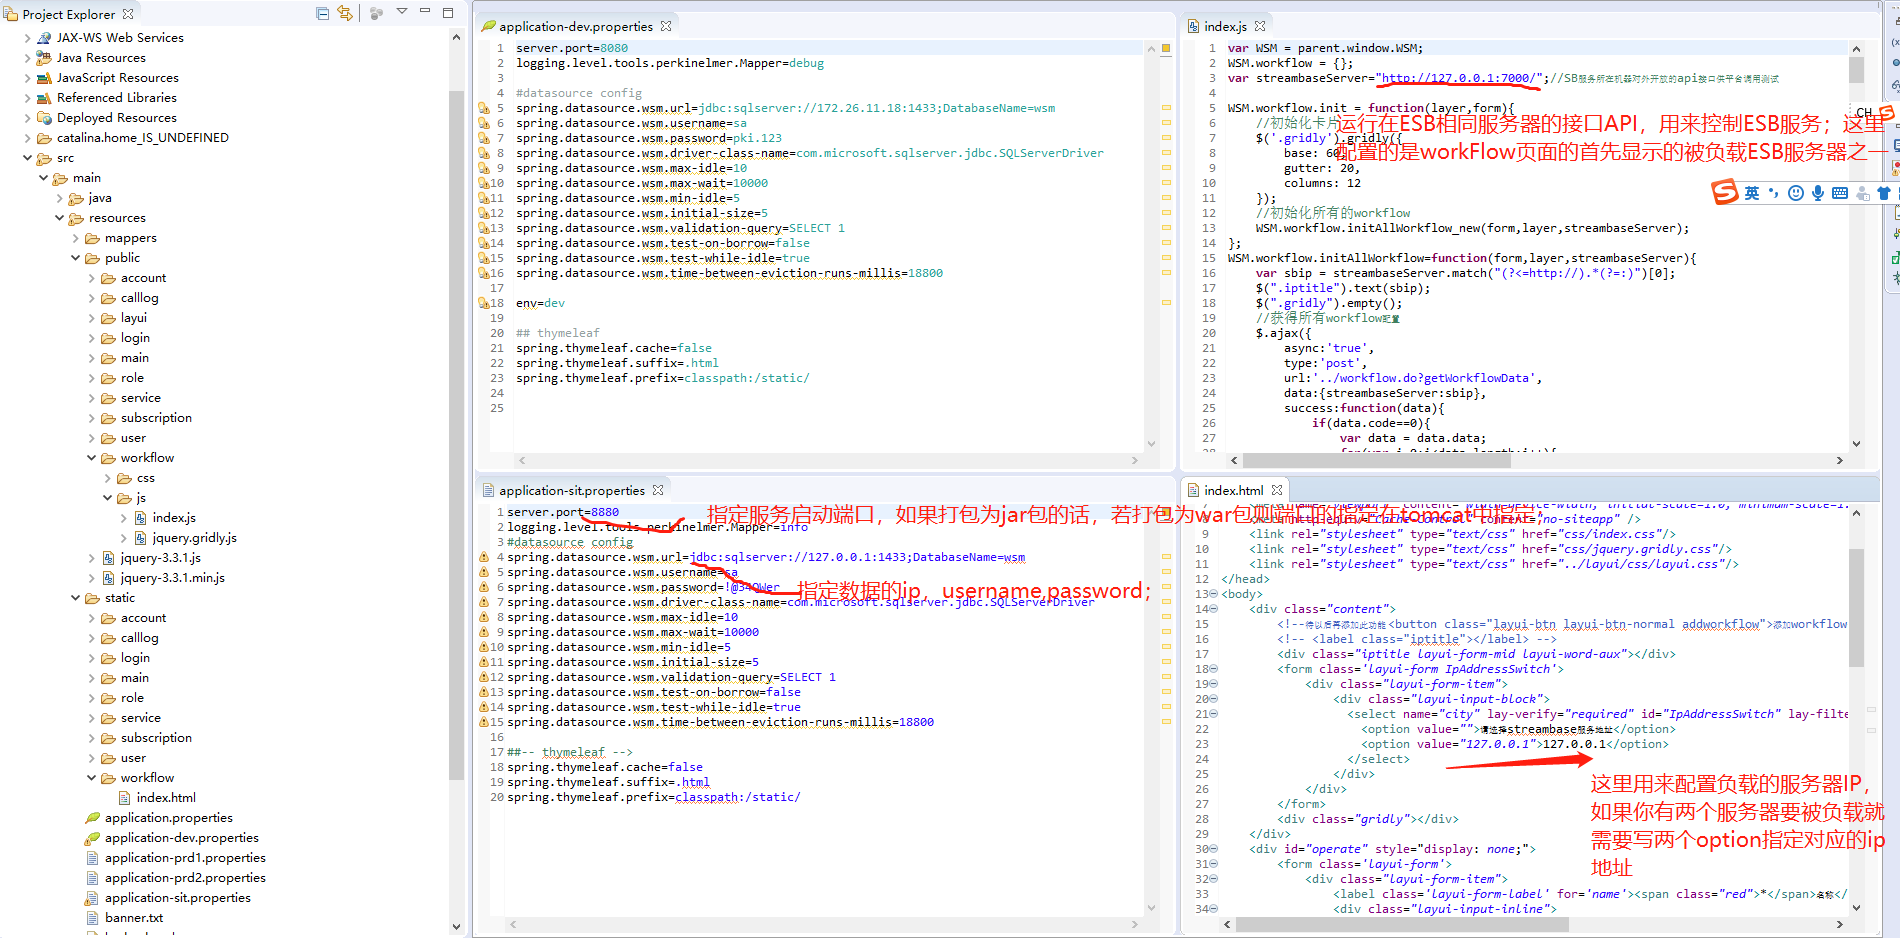 Project Explorer
JAX-WS Web Services
Java Resources
JavaScript Resources
Referenced Libraries
Deployed Resources
catalina.home_IS_UNDEFINED
src
main
java
resources
mappers
public
account
calllog
layui
login
main
role
service
subscription
user
workflow
css
js
index.js
jquery.gridly.js
jquery-3.3.1.js
jquery-3.3.1.min.js
static
account
calllog
login
main
role
service
subscription
user
workflow
index.html
application.properties
application-dev.properties
application-prd1.properties
application-prd2.properties
application-sit.properties
banner.txt
application-dev.properties
1 server.port=8080
2 logging.level.tools.perkinelmer.Mapper=debug
3
4 #datasource config
5 spring.datasource.wsm.url=jdbc:sqlserver://172.26.11.18:1433;DatabaseName=wsm
6 spring.datasource.wsm.username=sa
7 spring.datasource.wsm.password=pki.123
8 spring.datasource.wsm.driver-class-name=com.microsoft.sqlserver.jdbc.SQLServerDriver
9 spring.datasource.wsm.max-idle=10
10 spring.datasource.wsm.max-wait=10000
11 spring.datasource.wsm.min-idle=5
12 spring.datasource.wsm.initial-size=5
13 spring.datasource.wsm.validation-query=SELECT 1
14 spring.datasource.wsm.test-on-borrow=false
15 spring.datasource.wsm.test-while-idle=true
16 spring.datasource.wsm.time-between-eviction-runs-millis=18800
17
18 env=dev
19
20 ## thymeleaf
21 spring.thymeleaf.cache=false
22 spring.thymeleaf.suffix=.html
23 spring.thymeleaf.prefix=classpath:/static/
24
25
index.js
1 var WSM = parent.window.WSM;
2 WSM.workflow = {};
3 var streambaseServer="http://127.0.0.1:7000/";//SB服务所在机器对外开放的api接口供平台调用测试
4
5 WSM.workflow.init = function(layer,form){
6 //初始化卡片
7 $('.gridly').gridly({
8 base: 60
9 gutter: 20,
10 columns: 12
11 });
12 //初始化所有的workflow
13 WSM.workflow.initAllWorkflow_new(form,layer,streambaseServer);
14 };
15 WSM.workflow.initAllWorkflow=function(form,layer,streambaseServer){
16 var sbip = streambaseServer.match("(?<=http://).*(?=:)")[0];
17 $(".iptitle").text(sbip);
18 $(".gridly").empty();
19 //获得所有workflow配置
20 $.ajax({
21 async:'true',
22 type:'post',
23 url:'../workflow.do?getWorkflowData',
24 data:{streambaseServer:sbip},
25 success:function(data){
26 if(data.code==0){
27 var data = data.data;
运行在ESB相同服务器的接口API，用来控制ESB服务；这里
配置的是workFlow页面的首先显示的被负载ESB服务器之一
CH
英
application-sit.properties
1 server.port=8880
2 logging.level.tools.perkinelmer.Mapper=info
3 #datasource config
4 spring.datasource.wsm.url=jdbc:sqlserver://127.0.0.1:1433;DatabaseName=wsm
5 spring.datasource.wsm.username=sa
6 spring.datasource.wsm.password=!@34QWer
7 spring.datasource.wsm.driver-class-name=com.microsoft.sqlserver.jdbc.SQLServerDriver
8 spring.datasource.wsm.max-idle=10
9 spring.datasource.wsm.max-wait=10000
10 spring.datasource.wsm.min-idle=5
11 spring.datasource.wsm.initial-size=5
12 spring.datasource.wsm.validation-query=SELECT 1
13 spring.datasource.wsm.test-on-borrow=false
14 spring.datasource.wsm.test-while-idle=true
15 spring.datasource.wsm.time-between-eviction-runs-millis=18800
16
17 ##-- thymeleaf -->
18 spring.thymeleaf.cache=false
19 spring.thymeleaf.suffix=.html
20 spring.thymeleaf.prefix=classpath:/static/
指定服务启动端口，如果打包为jar包的话，若打包为war包则端口的指定在tomcat中指定；
指定数据的ip，username,password；
index.html
8 "Cache-Control" content="no-siteapp" />
9 <link rel="stylesheet" type="text/css" href="css/index.css"/>
10 <link rel="stylesheet" type="text/css" href="css/jquery.gridly.css"/>
11 <link rel="stylesheet" type="text/css" href="../layui/css/layui.css"/>
12 </head>
13 <body>
14 <div class="content">
15 <!--待以后再添加此功能<button class="layui-btn layui-btn-normal addworkflow">添加workflow
16 <!-- <label class="iptitle"></label> -->
17 <div class="iptitle layui-form-mid layui-word-aux"></div>
18 <form class='layui-form IpAddressSwitch'>
19 <div class="layui-form-item">
20 <div class="layui-input-block">
21 <select name="city" lay-verify="required" id="IpAddressSwitch" lay-filte
22 <option value="">请选择streambase服务地址</option>
23 <option value="127.0.0.1">127.0.0.1</option>
24 </select>
25 </div>
26 </div>
27 </form>
28 <div class="gridly"></div>
29 </div>
30 <div id="operate" style="display: none;">
31 <form class='layui-form'>
32 <div class="layui-form-item">
33 <label class='layui-form-label' for='name'><span class="red">*</span>名称</
34 <div class="layui-input-inline">
这里用来配置负载的服务器IP，
如果你有两个服务器要被负载就
需要写两个option指定对应的ip
地址